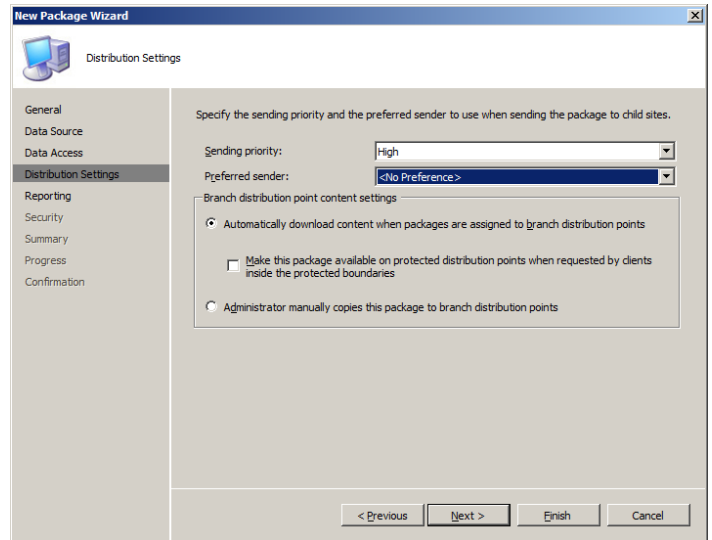 New Package Wizard
Distribution Settings
General
Data Source
Data Access
Distribution Settings
Reporting
Security
Summary
Progress
Confirmation
Specify the sending priority and the preferred sender to use when sending the package to child sites.
Sending priority:
High
Preferred sender:
<No Preference>
Branch distribution point content settings
Automatically download content when packages are assigned to branch distribution points
Make this package available on protected distribution points when requested by clients
inside the protected boundaries
Administrator manually copies this package to branch distribution points
< Previous
Next >
Finish
Cancel